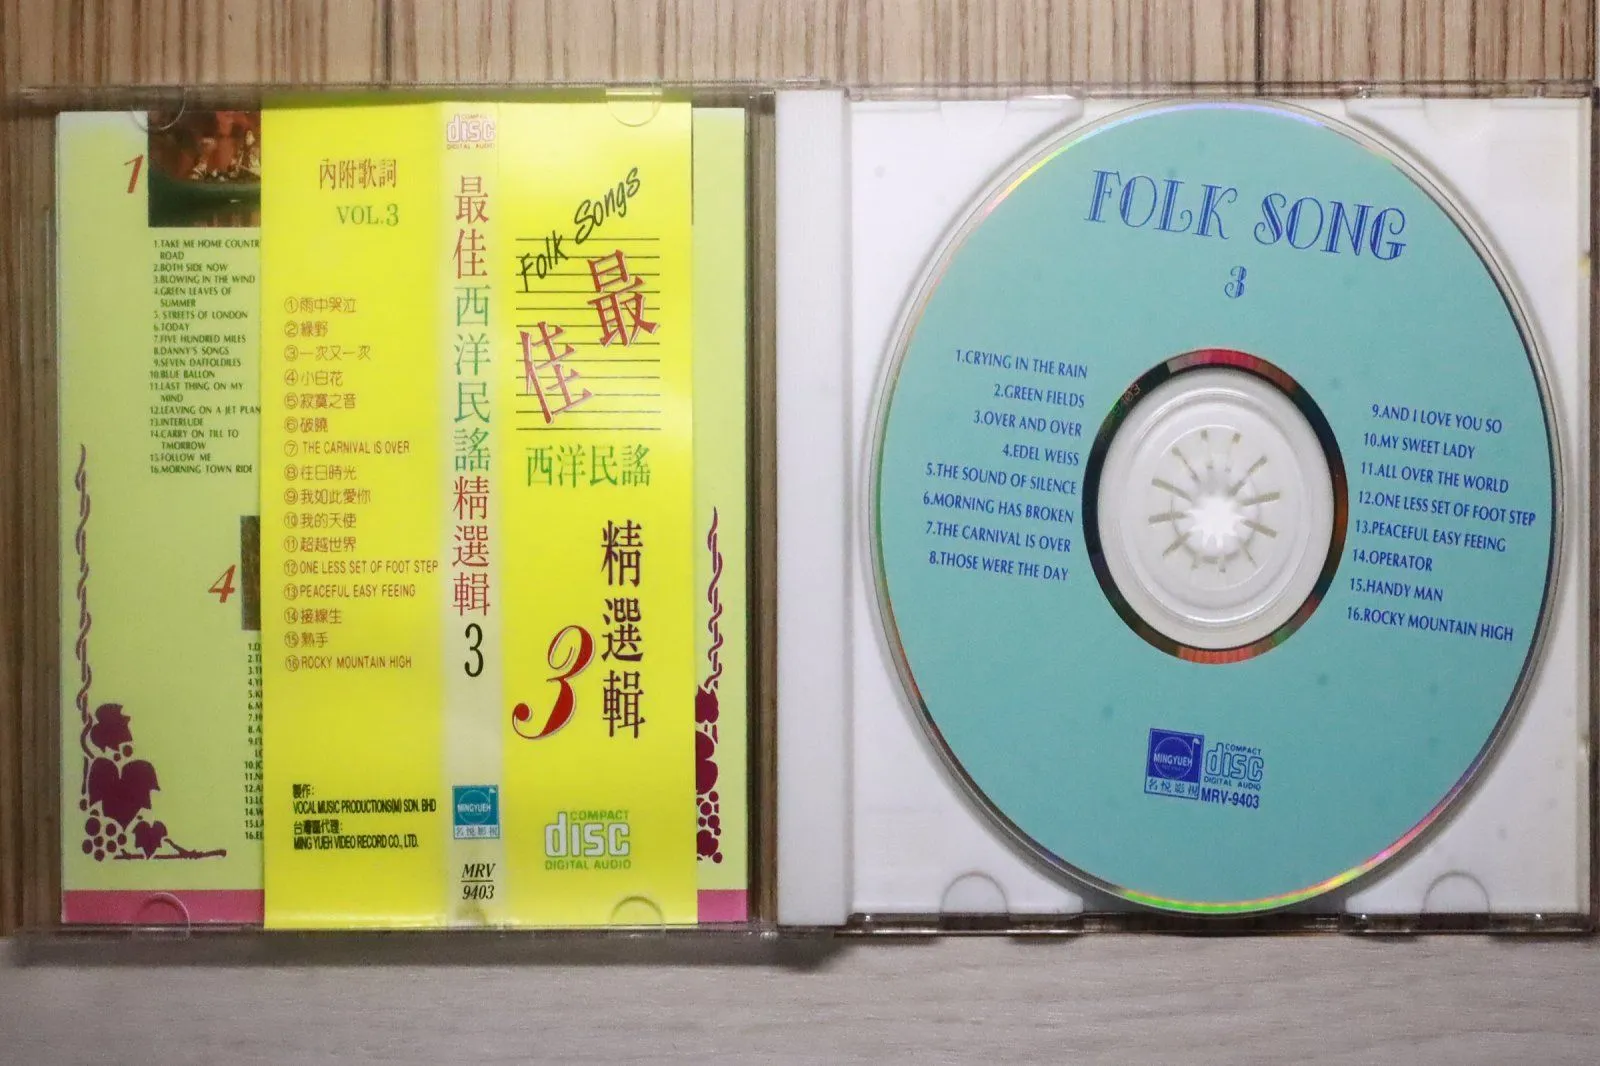 1
1.TAKE ME HOME COUNTR
ROAD
2.BOTH SIDE NOW
3.BLOWING IN THE WIND
4.GREEN LEAVES OF
SUMMER
5. STREETS OF LONDON
6.TODAY
7.FIVE HUNDRED MILES
8.DANNY'S SONGS
9.SEVEN DAFFOLDILES
10.BLUE BALLON
11.LAST THING ON MY
MIND
12.LEAVING ON A JET PLAN
13.INTERLUDE
14.CARRY ON TILL TO
TMORROW
15.FOLLOW ME
16.MORNING TOWN RIDE
4
內附歌詞
VOL.3
①雨中哭泣
②綠野
③一次又一次
④小白花
⑤寂寞之音
⑥破曉
⑦ THE CARNIVAL IS OVER
⑧往日時光
⑨我如此愛你
⑩我的天使
⑪超越世界
⑫ONE LESS SET OF FOOT STEP
⑬PEACEFUL EASY FEEING
⑭接線生
⑮熟手
⑯ROCKY MOUNTAIN HIGH
製作:
VOCAL MUSIC PRODUCTIONS(M) SDN. BHD
台灣區代理:
MING YUEH VIDEO RECORD CO., LTD.
COMPACT
disc
DIGITAL AUDIO
最佳西洋民謠精選輯3
MINGYUEH
名悅影視
MRV
9403
Folk Songs
最佳
西洋民謠
精選輯
3
COMPACT
disc
DIGITAL AUDIO
FOLK SONG
3
1.CRYING IN THE RAIN
2.GREEN FIELDS
3.OVER AND OVER
4.EDEL WEISS
5.THE SOUND OF SILENCE
6.MORNING HAS BROKEN
7.THE CARNIVAL IS OVER
8.THOSE WERE THE DAY
9.AND I LOVE YOU SO
10.MY SWEET LADY
11.ALL OVER THE WORLD
12.ONE LESS SET OF FOOT STEP
13.PEACEFUL EASY FEEING
14.OPERATOR
15.HANDY MAN
16.ROCKY MOUNTAIN HIGH
MINGYUEH
名悅影視
COMPACT
disc
DIGITAL AUDIO
MRV-9403